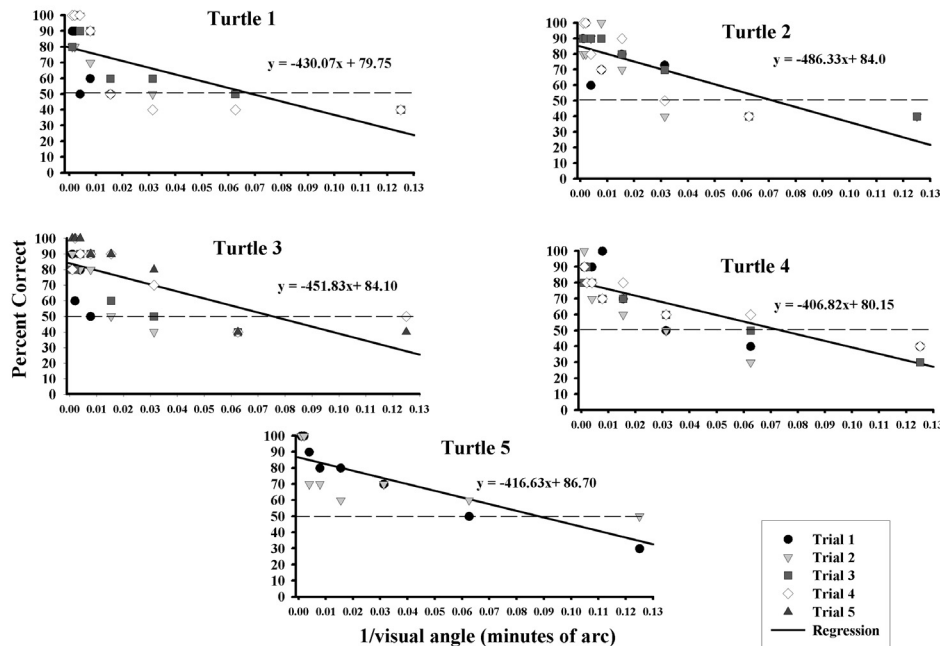 Turtle 1
100
90
80
70
60
50
40
30
20
10
0
y = -430.07x + 79.75
0.00 0.01 0.02 0.03 0.04 0.05 0.06 0.07 0.08 0.09 0.10 0.11 0.12 0.13
Turtle 2
100
90
80
70
60
50
40
30
20
10
0
y = -486.33x+ 84.0
0.00 0.01 0.02 0.03 0.04 0.05 0.06 0.07 0.08 0.09 0.10 0.11 0.12 0.13
Percent Correct
Turtle 3
100
90
80
70
60
50
40
30
20
10
0
y = -451.83x + 84.10
0.00 0.01 0.02 0.03 0.04 0.05 0.06 0.07 0.08 0.09 0.10 0.11 0.12 0.13
Turtle 4
100
90
80
70
60
50
40
30
20
10
0
y = -406.82x + 80.15
0.00 0.01 0.02 0.03 0.04 0.05 0.06 0.07 0.08 0.09 0.10 0.11 0.12 0.13
Turtle 5
100
90
80
70
60
50
40
30
20
10
0
y = -416.63x+ 86.70
0.00 0.01 0.02 0.03 0.04 0.05 0.06 0.07 0.08 0.09 0.10 0.11 0.12 0.13
1/visual angle (minutes of arc)
Trial 1
Trial 2
Trial 3
Trial 4
Trial 5
Regression